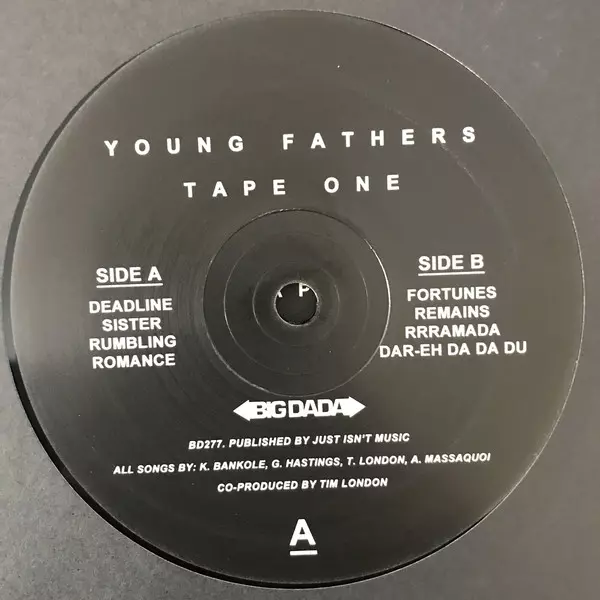 YOUNG FATHERS
TAPE ONE
SIDE A
DEADLINE
SISTER
RUMBLING
ROMANCE
SIDE B
FORTUNES
REMAINS
RRRAMADA
DAR-EH DA DA DU
BIG DADA
BD277. PUBLISHED BY JUST ISN'T MUSIC
ALL SONGS BY: K. BANKOLE, G. HASTINGS, T. LONDON, A. MASSAQUOI
CO-PRODUCED BY TIM LONDON
A